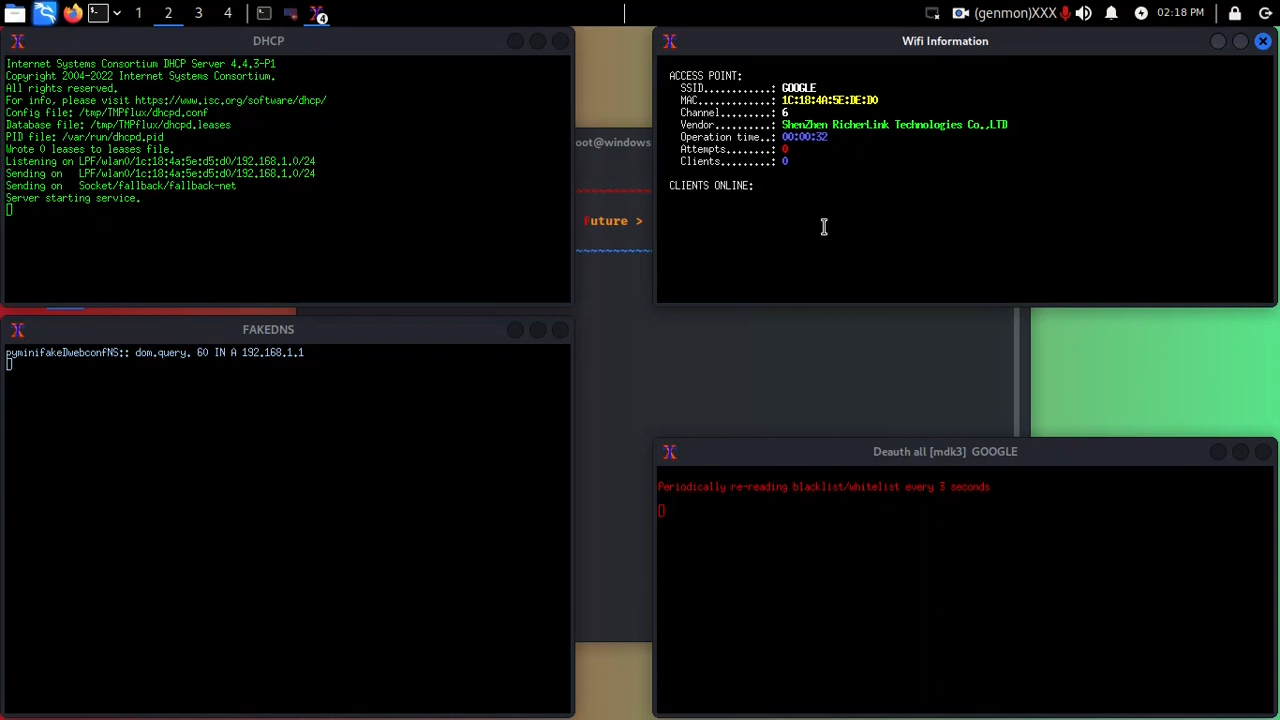 1 2 3 4 4 (genmon)XXX 02:18 PM
DHCP
Internet Systems Consortium DHCP Server 4.4.3-P1
Copyright 2004-2022 Internet Systems Consortium.
All rights reserved.
For info, please visit https://www.isc.org/software/dhcp/
Config file: /tmp/TMPflux/dhcpd.conf
Database file: /tmp/TMPflux/dhcpd.leases
PID file: /var/run/dhcpd.pid
Wrote 0 leases to leases file.
Listening on LPF/wlan0/1c:18:4a:5e:d5:d0/192.168.1.0/24
Sending on   LPF/wlan0/1c:18:4a:5e:d5:d0/192.168.1.0/24
Sending on   Socket/fallback/fallback-net
Server starting service.
Wifi Information
ACCESS POINT:
SSID...........: GOOGLE
MAC............: 1C:18:4A:5E:DE:D0
Channel........: 6
Vendor.........: ShenZhen RicherLink Technologies Co.,LTD
Operation time..: 00:00:32
Attempts.......: 0
Clients........: 0
CLIENTS ONLINE:
oot@windows
Future >
FAKEDNS
pyminifakeDwebconfNS:: dom.query. 60 IN A 192.168.1.1
Deauth all [mdk3] GOOGLE
Periodically re-reading blacklist/whitelist every 3 seconds